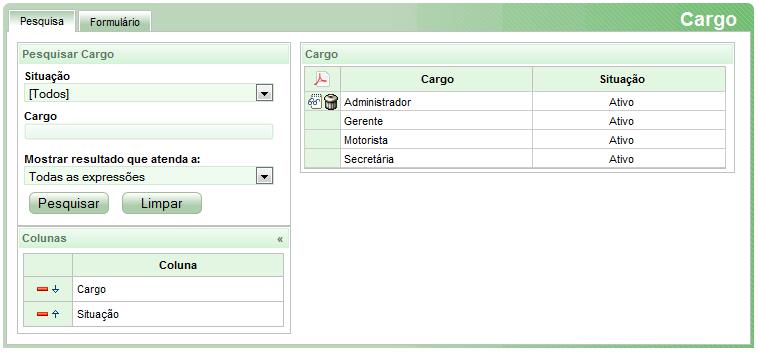 Pesquisa Formulário Cargo
Pesquisar Cargo
Situação
[Todos]
Cargo
Mostrar resultado que atenda a:
Todas as expressões
Pesquisar Limpar
Colunas «
Coluna
Cargo
Situação
Cargo
Cargo Situação
Administrador Ativo
Gerente Ativo
Motorista Ativo
Secretária Ativo